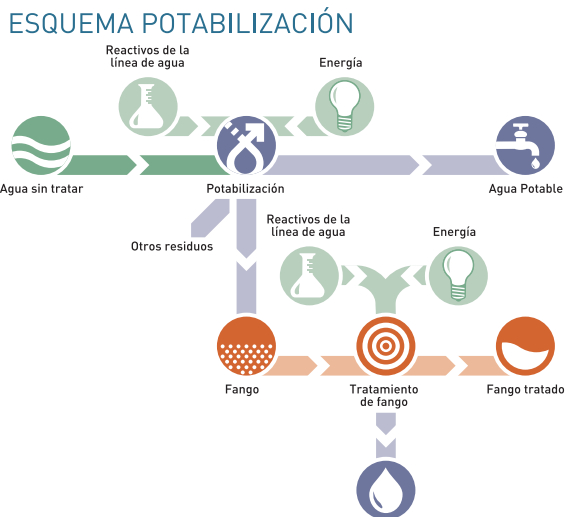 ESQUEMA POTABILIZACIÓN
Reactivos de la
línea de agua
Energía
Agua sin tratar
Potabilización
Agua Potable
Otros residuos
Reactivos de la
línea de agua
Energía
Fango
Tratamiento
de fango
Fango tratado